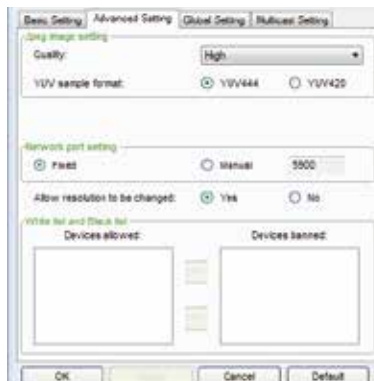 Basic Setting Advanced Setting Global Setting Multicast Setting
Jpeg image setting
Quality: High
YUV sample format: YUV444 YUV420
Network port setting
Fixed Manual 5900
Allow resolution to be changed: Yes No
White list and Black list
Devices allowed: Devices banned:
OK Cancel Default